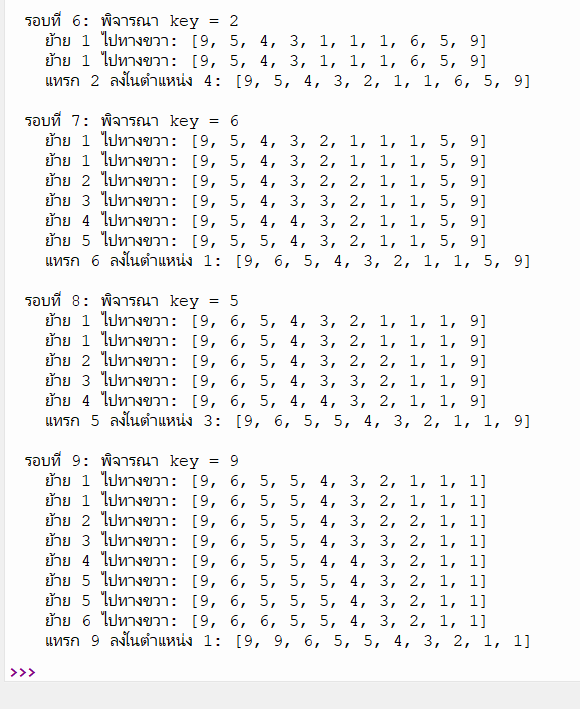 รอบที่ 6: พิจารณา key = 2
ย้าย 1 ไปทางขวา: [9, 5, 4, 3, 1, 1, 1, 6, 5, 9]
ย้าย 1 ไปทางขวา: [9, 5, 4, 3, 1, 1, 1, 6, 5, 9]
แทรก 2 ลงในตำแหน่ง 4: [9, 5, 4, 3, 2, 1, 1, 6, 5, 9]
รอบที่ 7: พิจารณา key = 6
ย้าย 1 ไปทางขวา: [9, 5, 4, 3, 2, 1, 1, 1, 5, 9]
ย้าย 1 ไปทางขวา: [9, 5, 4, 3, 2, 1, 1, 1, 5, 9]
ย้าย 2 ไปทางขวา: [9, 5, 4, 3, 2, 2, 1, 1, 5, 9]
ย้าย 3 ไปทางขวา: [9, 5, 4, 3, 3, 2, 1, 1, 5, 9]
ย้าย 4 ไปทางขวา: [9, 5, 4, 4, 3, 2, 1, 1, 5, 9]
ย้าย 5 ไปทางขวา: [9, 5, 5, 4, 3, 2, 1, 1, 5, 9]
แทรก 6 ลงในตำแหน่ง 1: [9, 6, 5, 4, 3, 2, 1, 1, 5, 9]
รอบที่ 8: พิจารณา key = 5
ย้าย 1 ไปทางขวา: [9, 6, 5, 4, 3, 2, 1, 1, 1, 9]
ย้าย 1 ไปทางขวา: [9, 6, 5, 4, 3, 2, 1, 1, 1, 9]
ย้าย 2 ไปทางขวา: [9, 6, 5, 4, 3, 2, 2, 1, 1, 9]
ย้าย 3 ไปทางขวา: [9, 6, 5, 4, 3, 3, 2, 1, 1, 9]
ย้าย 4 ไปทางขวา: [9, 6, 5, 4, 4, 3, 2, 1, 1, 9]
แทรก 5 ลงในตำแหน่ง 3: [9, 6, 5, 5, 4, 3, 2, 1, 1, 9]
รอบที่ 9: พิจารณา key = 9
ย้าย 1 ไปทางขวา: [9, 6, 5, 5, 4, 3, 2, 1, 1, 1]
ย้าย 1 ไปทางขวา: [9, 6, 5, 5, 4, 3, 2, 1, 1, 1]
ย้าย 2 ไปทางขวา: [9, 6, 5, 5, 4, 3, 2, 2, 1, 1]
ย้าย 3 ไปทางขวา: [9, 6, 5, 5, 4, 3, 3, 2, 1, 1]
ย้าย 4 ไปทางขวา: [9, 6, 5, 5, 4, 4, 3, 2, 1, 1]
ย้าย 5 ไปทางขวา: [9, 6, 5, 5, 5, 4, 3, 2, 1, 1]
ย้าย 5 ไปทางขวา: [9, 6, 5, 5, 5, 4, 3, 2, 1, 1]
ย้าย 6 ไปทางขวา: [9, 6, 6, 5, 5, 4, 3, 2, 1, 1]
แทรก 9 ลงในตำแหน่ง 1: [9, 9, 6, 5, 5, 4, 3, 2, 1, 1]
>>>